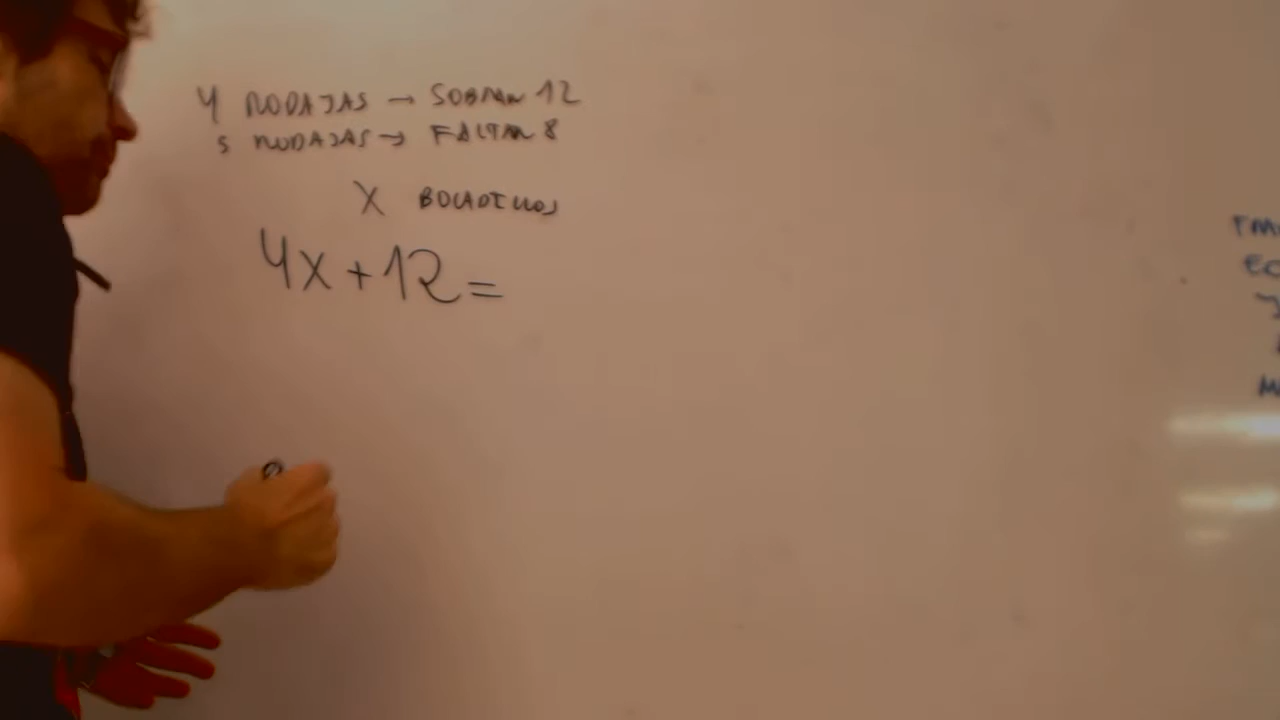 4 RODAJAS → SOBRAN 12
5 RODAJAS → FALTAN 8
X BOCADILLOS
4X+12=